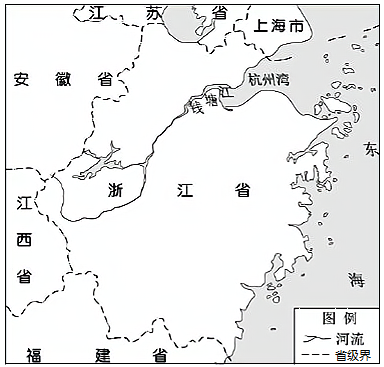 江 苏 省
上海市
安 徽 省
杭州湾
钱塘江
东海
浙 江 省
江西省
福 建 省
图 例
河流
省级界